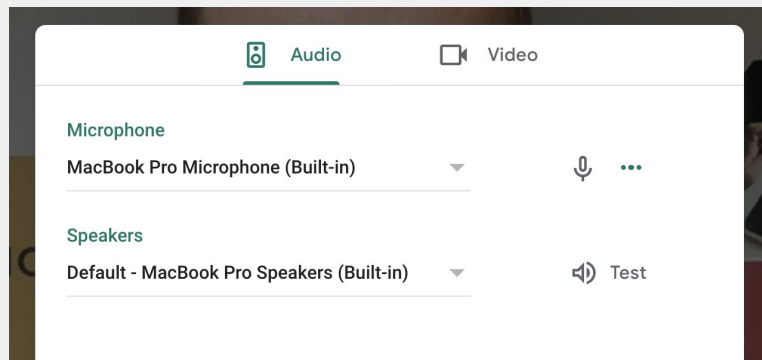 Audio
Video
Microphone
MacBook Pro Microphone (Built-in)
Speakers
Default - MacBook Pro Speakers (Built-in)
Test